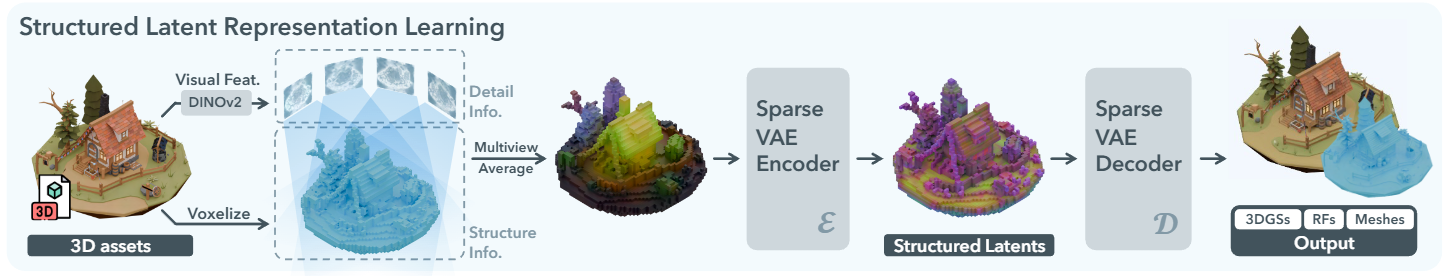 Structured Latent Representation Learning
Visual Feat.
DINOv2
3D
Voxelize
3D assets
Detail
Info.
Structure
Info.
Multiview
Average
Sparse
VAE
Encoder
ℰ
Structured Latents
Sparse
VAE
Decoder
𝒟
3DGSs RFs Meshes
Output